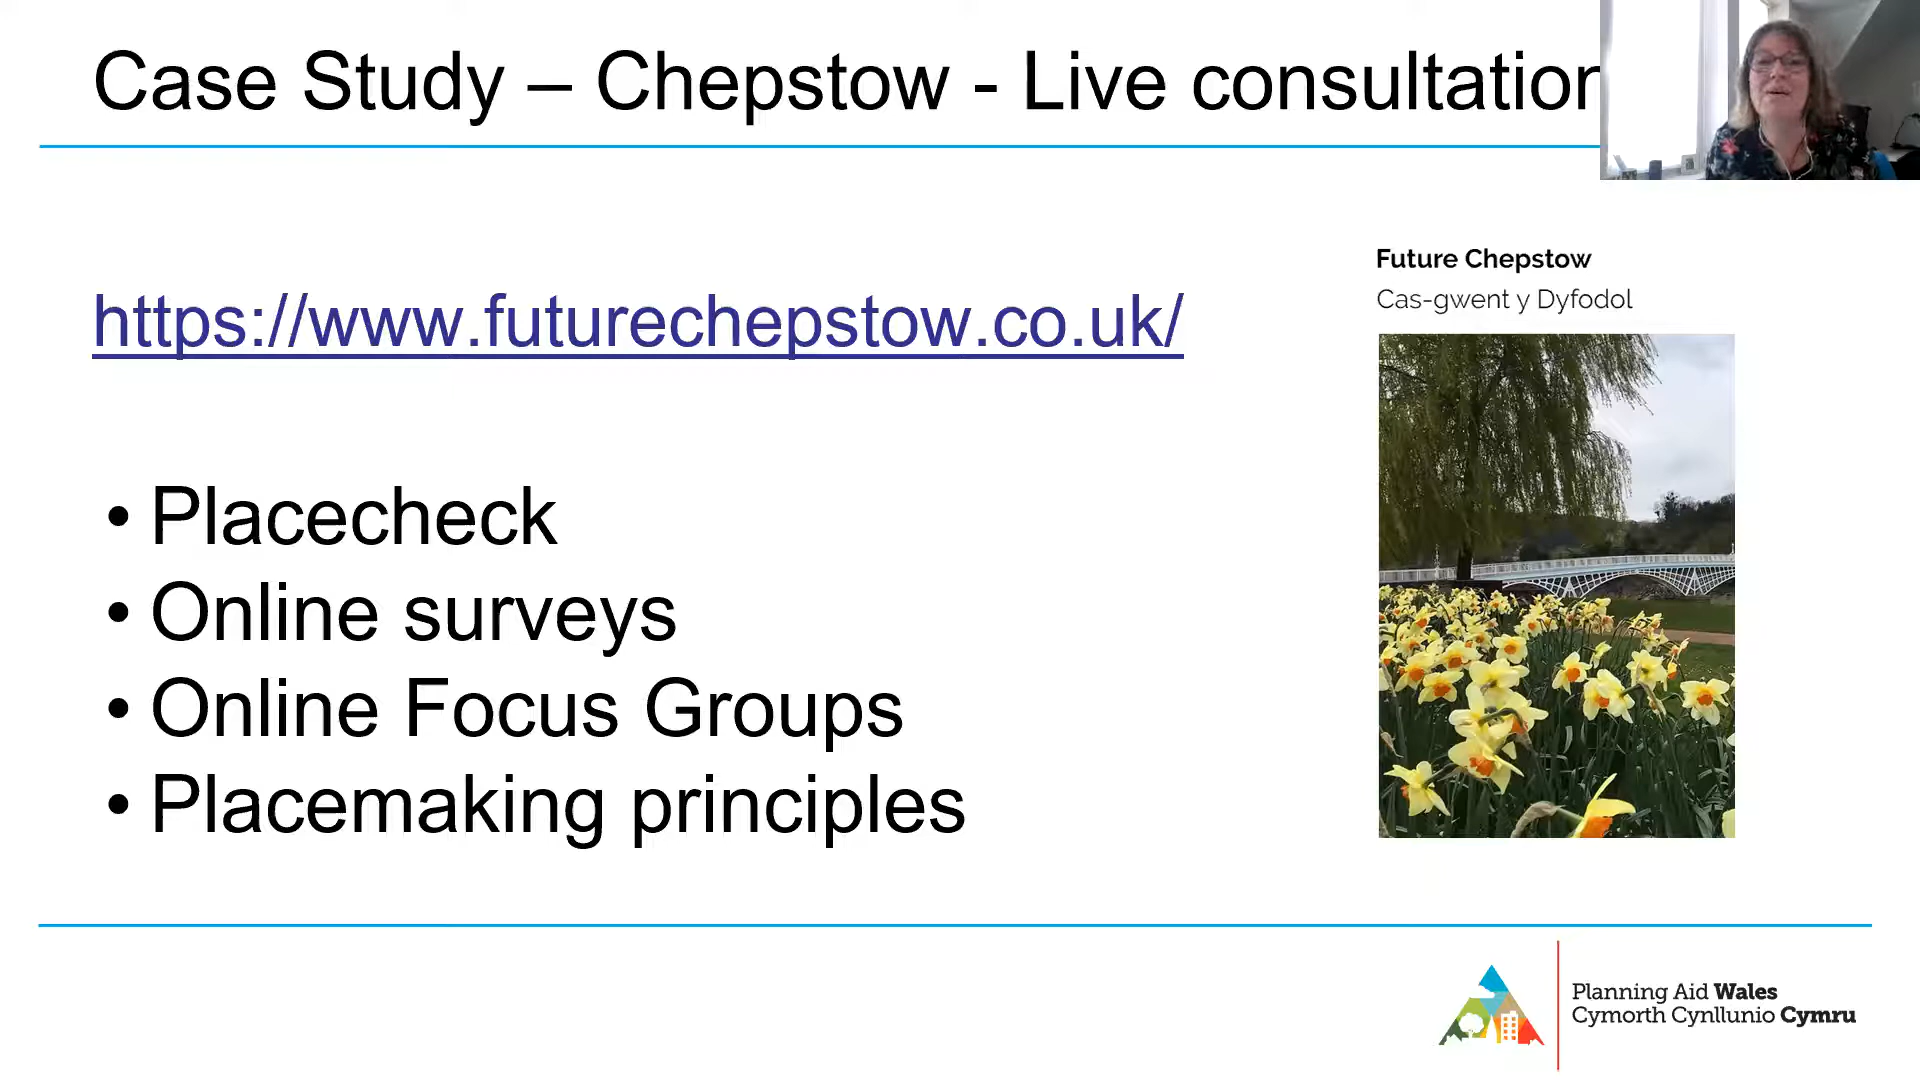 Case Study – Chepstow - Live consultation
https://www.futurechepstow.co.uk/
• Placecheck
• Online surveys
• Online Focus Groups
• Placemaking principles
Future Chepstow
Cas-gwent y Dyfodol
Planning Aid Wales
Cymorth Cynllunio Cymru